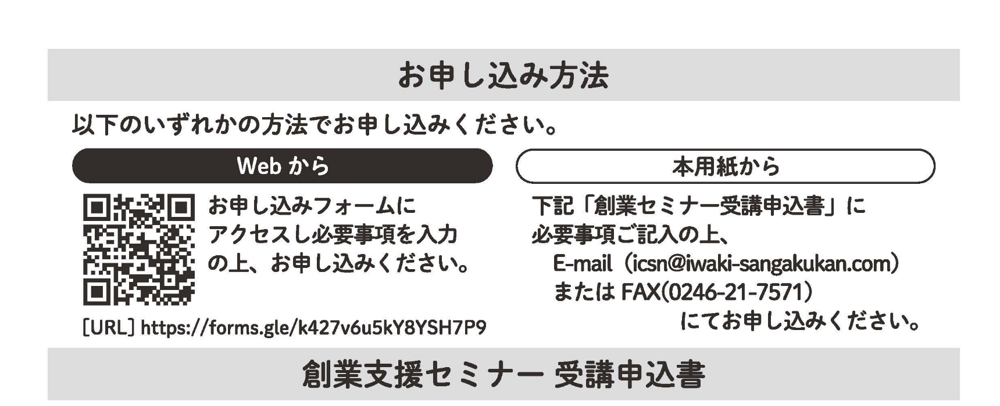 お申し込み方法
以下のいずれかの方法でお申し込みください。
Web から
お申し込みフォームに
アクセスし必要事項を入力
の上、お申し込みください。
[URL] https://forms.gle/k427v6u5kY8YSH7P9
本用紙から
下記「創業セミナー受講申込書」に
必要事項ご記入の上、
E-mail（icsn@iwaki-sangakukan.com）
または FAX(0246-21-7571）
にてお申し込みください。
創業支援セミナー 受講申込書